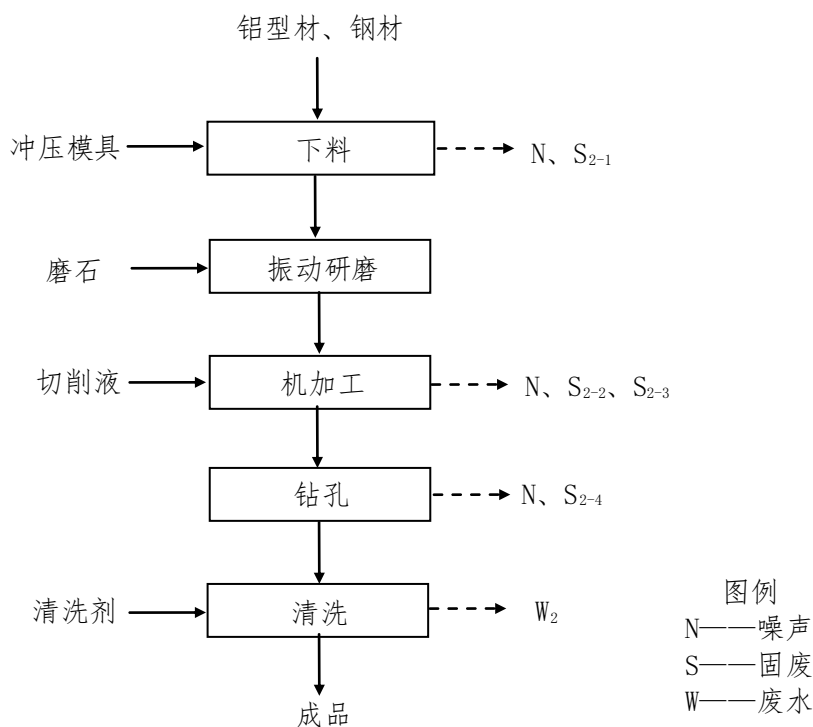 铝型材、钢材
冲压模具
下料
N、S₂₋₁
磨石
振动研磨
切削液
机加工
N、S₂₋₂、S₂₋₃
钻孔
N、S₂₋₄
清洗剂
清洗
W₂
成品
图例
N——噪声
S——固废
W——废水